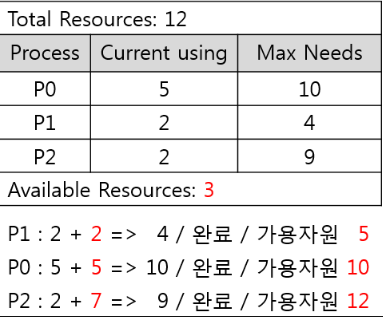 Total Resources: 12
Process Current using Max Needs
P0 5 10
P1 2 4
P2 2 9
Available Resources: 3
P1 : 2 + 2 => 4 / 완료 / 가용자원 5
P0 : 5 + 5 => 10 / 완료 / 가용자원 10
P2 : 2 + 7 => 9 / 완료 / 가용자원 12